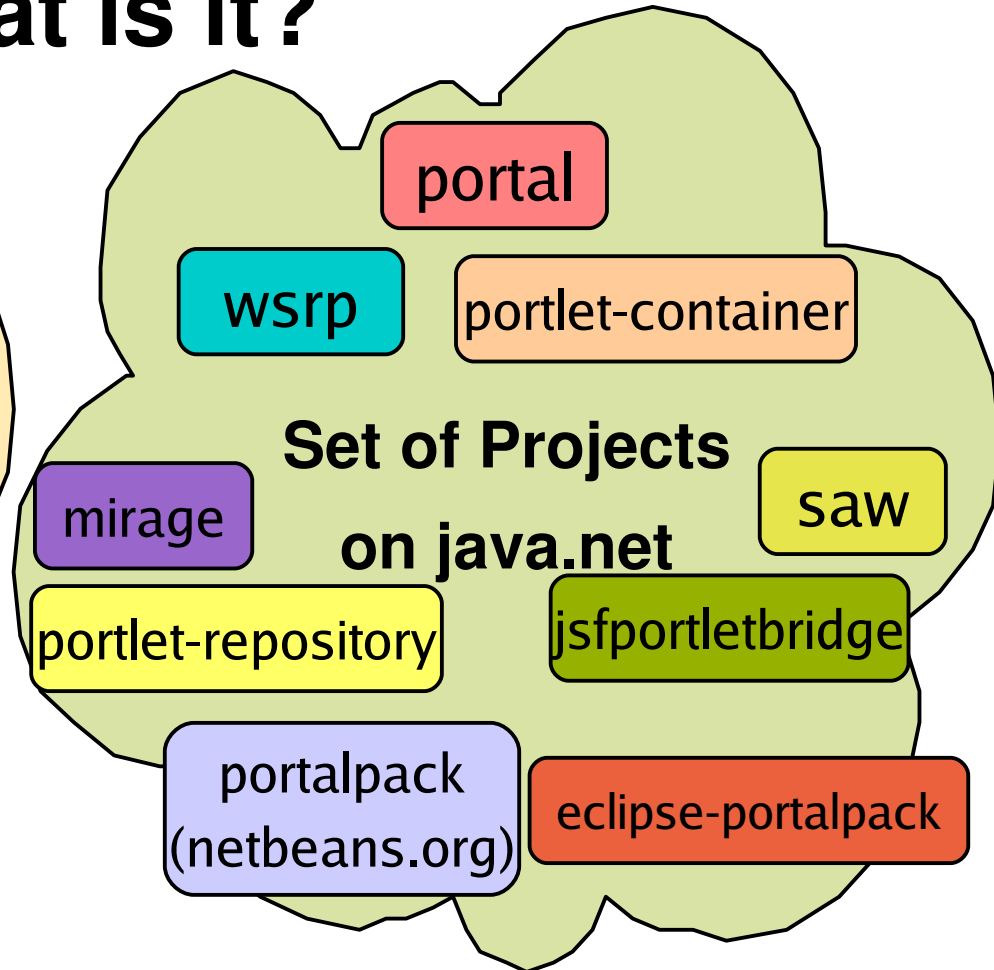 at is it?
portal
wsrp
portlet-container
Set of Projects
mirage
saw
on java.net
portlet-repository
jsfportletbridge
portalpack
(netbeans.org)
eclipse-portalpack